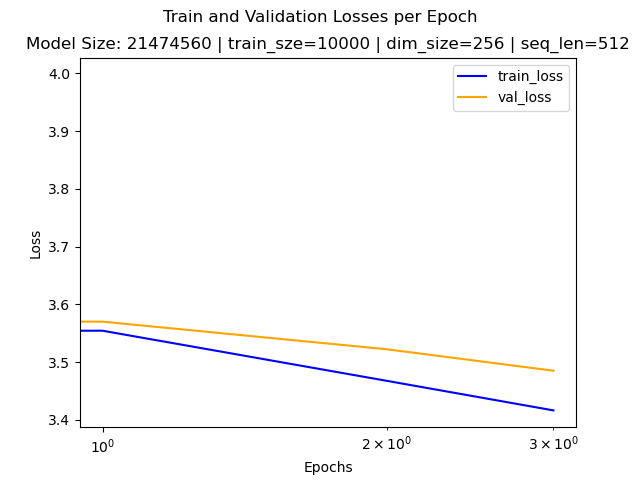 Train and Validation Losses per Epoch
Model Size: 21474560 | train_sze=10000 | dim_size=256 | seq_len=512
train_loss
val_loss
4.0
3.9
3.8
3.7
3.6
3.5
3.4
Loss
10⁰
2 × 10⁰
3 × 10⁰
Epochs